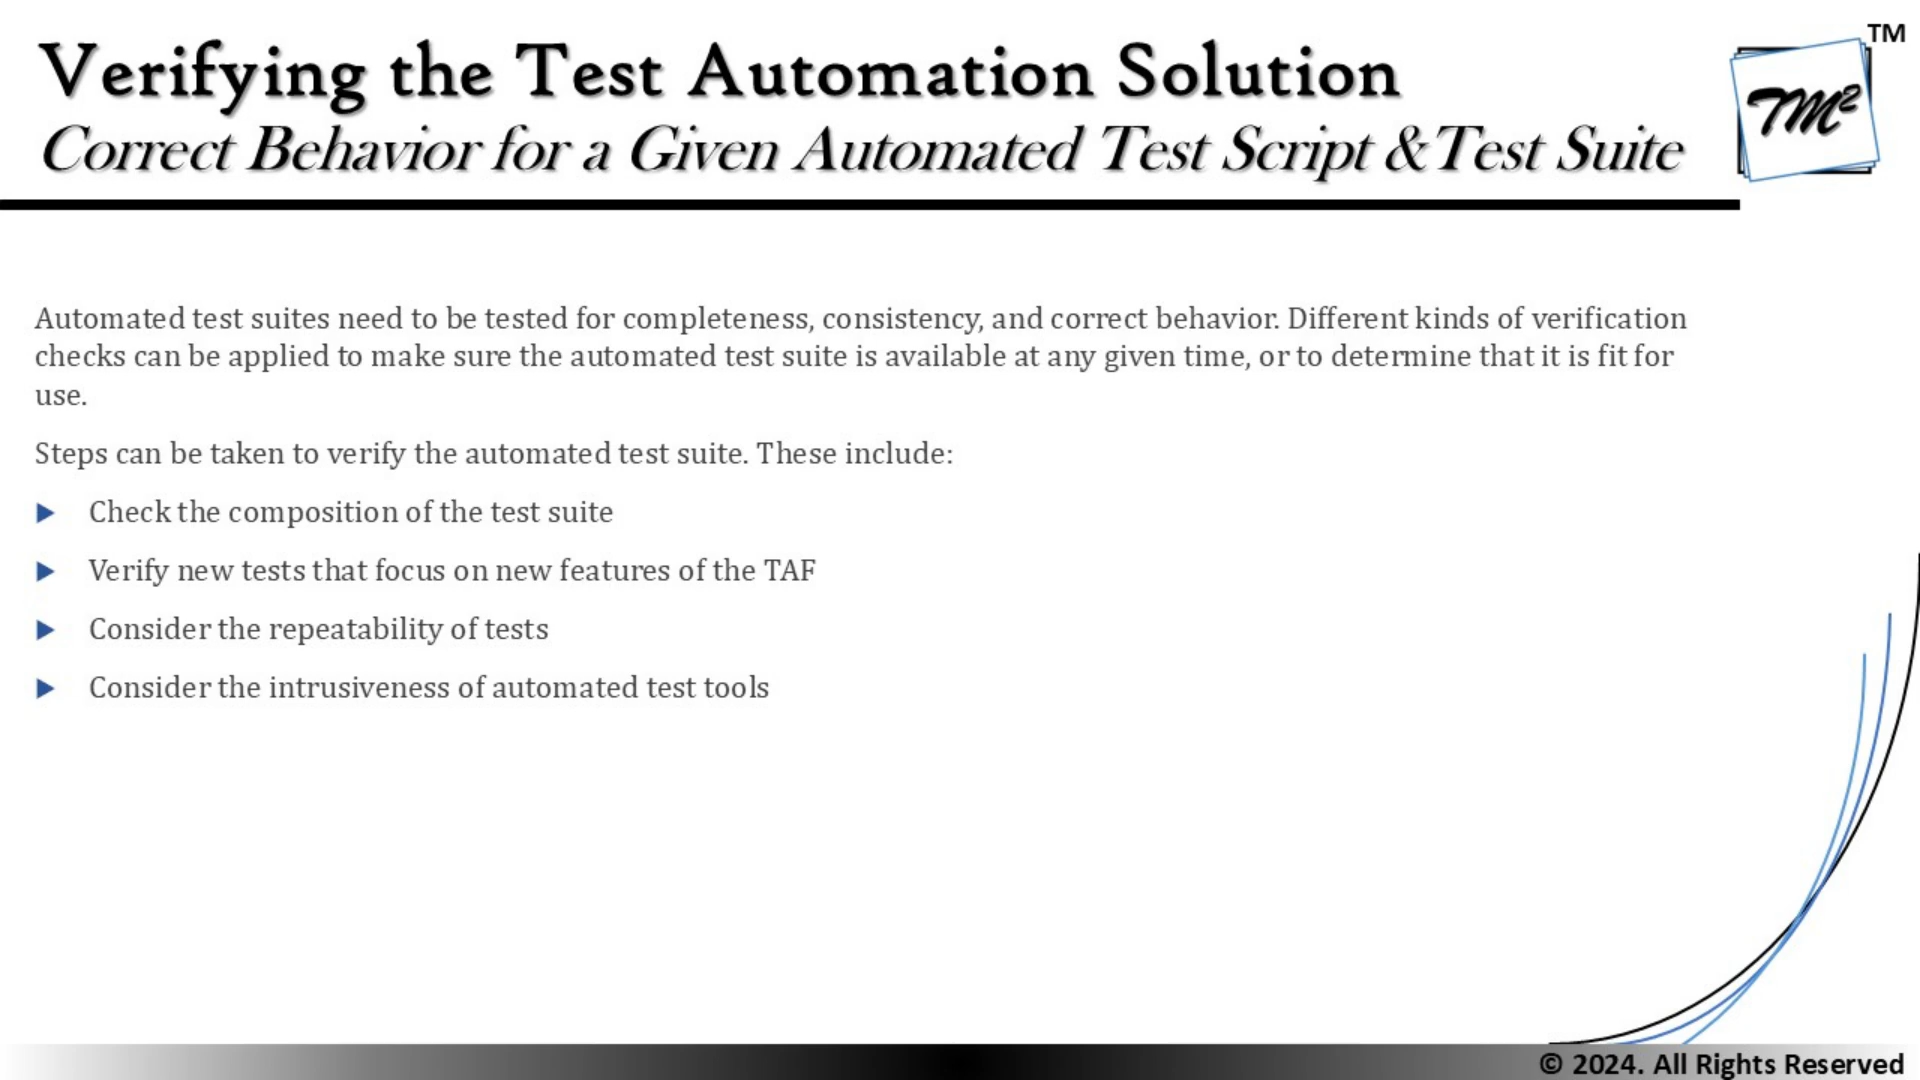 Verifying the Test Automation Solution
Correct Behavior for a Given Automated Test Script &Test Suite
TM
TM²
Automated test suites need to be tested for completeness, consistency, and correct behavior. Different kinds of verification
checks can be applied to make sure the automated test suite is available at any given time, or to determine that it is fit for
use.
Steps can be taken to verify the automated test suite. These include:
Check the composition of the test suite
Verify new tests that focus on new features of the TAF
Consider the repeatability of tests
Consider the intrusiveness of automated test tools
© 2024. All Rights Reserved